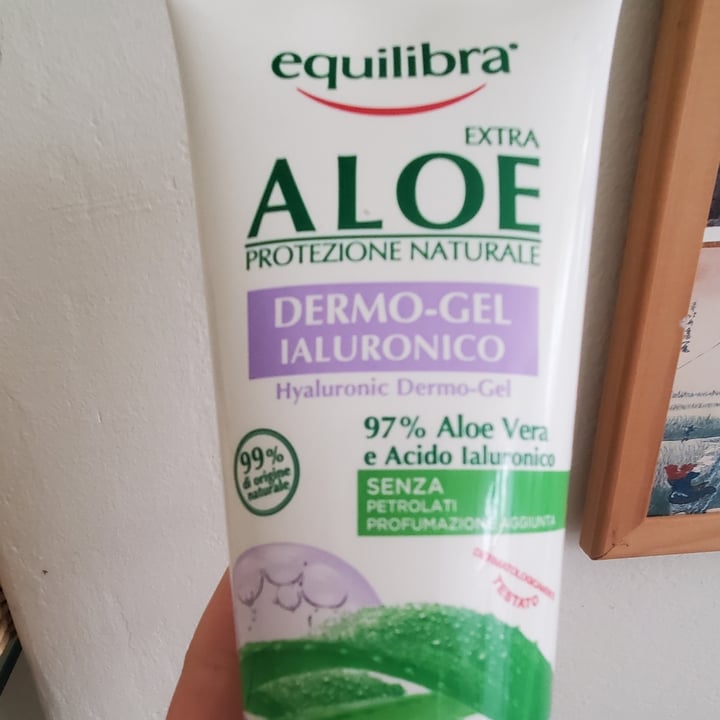 equilibra
EXTRA
ALOE
PROTEZIONE NATURALE
DERMO-GEL
IALURONICO
Hyaluronic Dermo-Gel
97% Aloe Vera
e Acido Ialuronico
99%
di origine
naturale
SENZA
PETROLATI
PROFUMAZIONE AGGIUNTA
DERMATOLOGICAMENTE
TESTATO